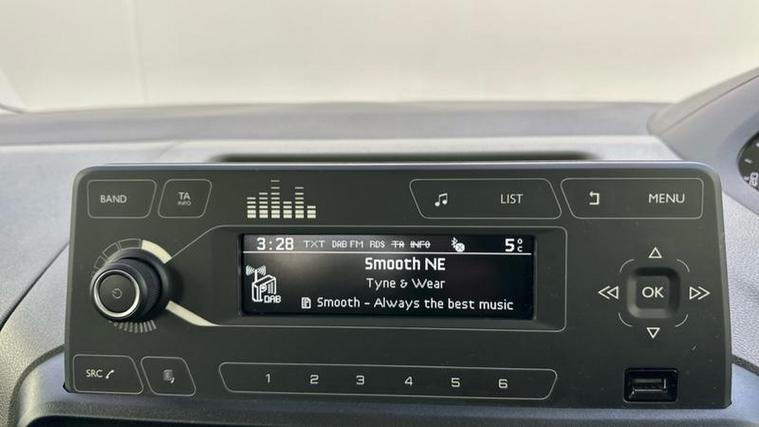 BAND
TA
INFO
LIST
MENU
3:28 TXT DAB FM RDS TA INFO 5°C
Smooth NE
Tyne & Wear
DAB
Smooth - Always the best music
OK
SRC
1 2 3 4 5 6